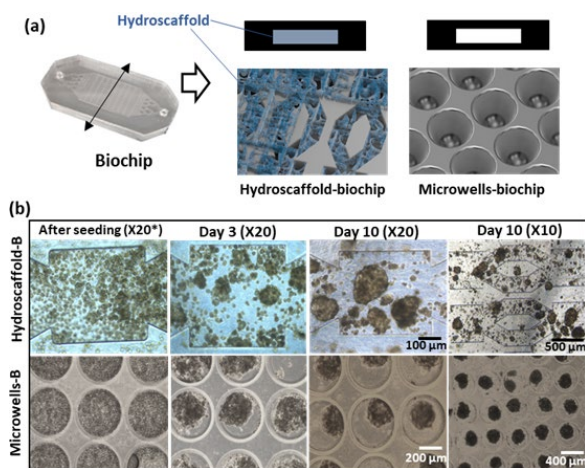 (a)
Hydroscaffold
Biochip
Hydroscaffold-biochip
Microwells-biochip
(b)
After seeding (X20*)
Day 3 (X20)
Day 10 (X20)
Day 10 (X10)
Hydroscaffold-B
100 µm
500 µm
Microwells-B
200 µm
400 µm